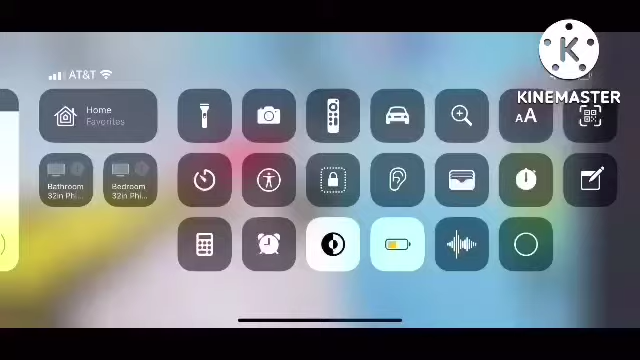 AT&T
Home
Favorites
Bathroom
32in Phi...
Bedroom
32in Phi...
AA
K
KINEMASTER